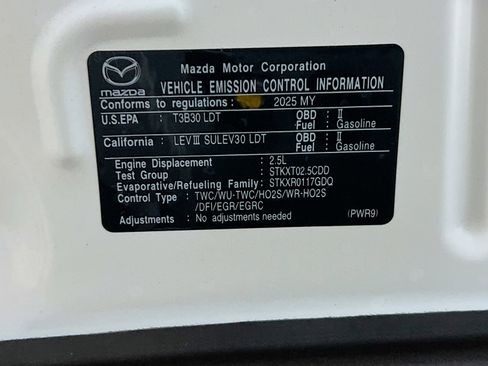 mazda
Mazda Motor Corporation
VEHICLE EMISSION CONTROL INFORMATION
Conforms to regulations : 2025 MY
U.S.EPA : T3B30 LDT OBD : II
Fuel : Gasoline
California : LEVⅢ SULEV30 LDT OBD : II
Fuel : Gasoline
Engine Displacement : 2.5L
Test Group : STKXT02.5CDD
Evaporative/Refueling Family: STKXR0117GDQ
Control Type : TWC/WU-TWC/HO2S/WR-HO2S
/DFI/EGR/EGRC
Adjustments : No adjustments needed
(PWR9)